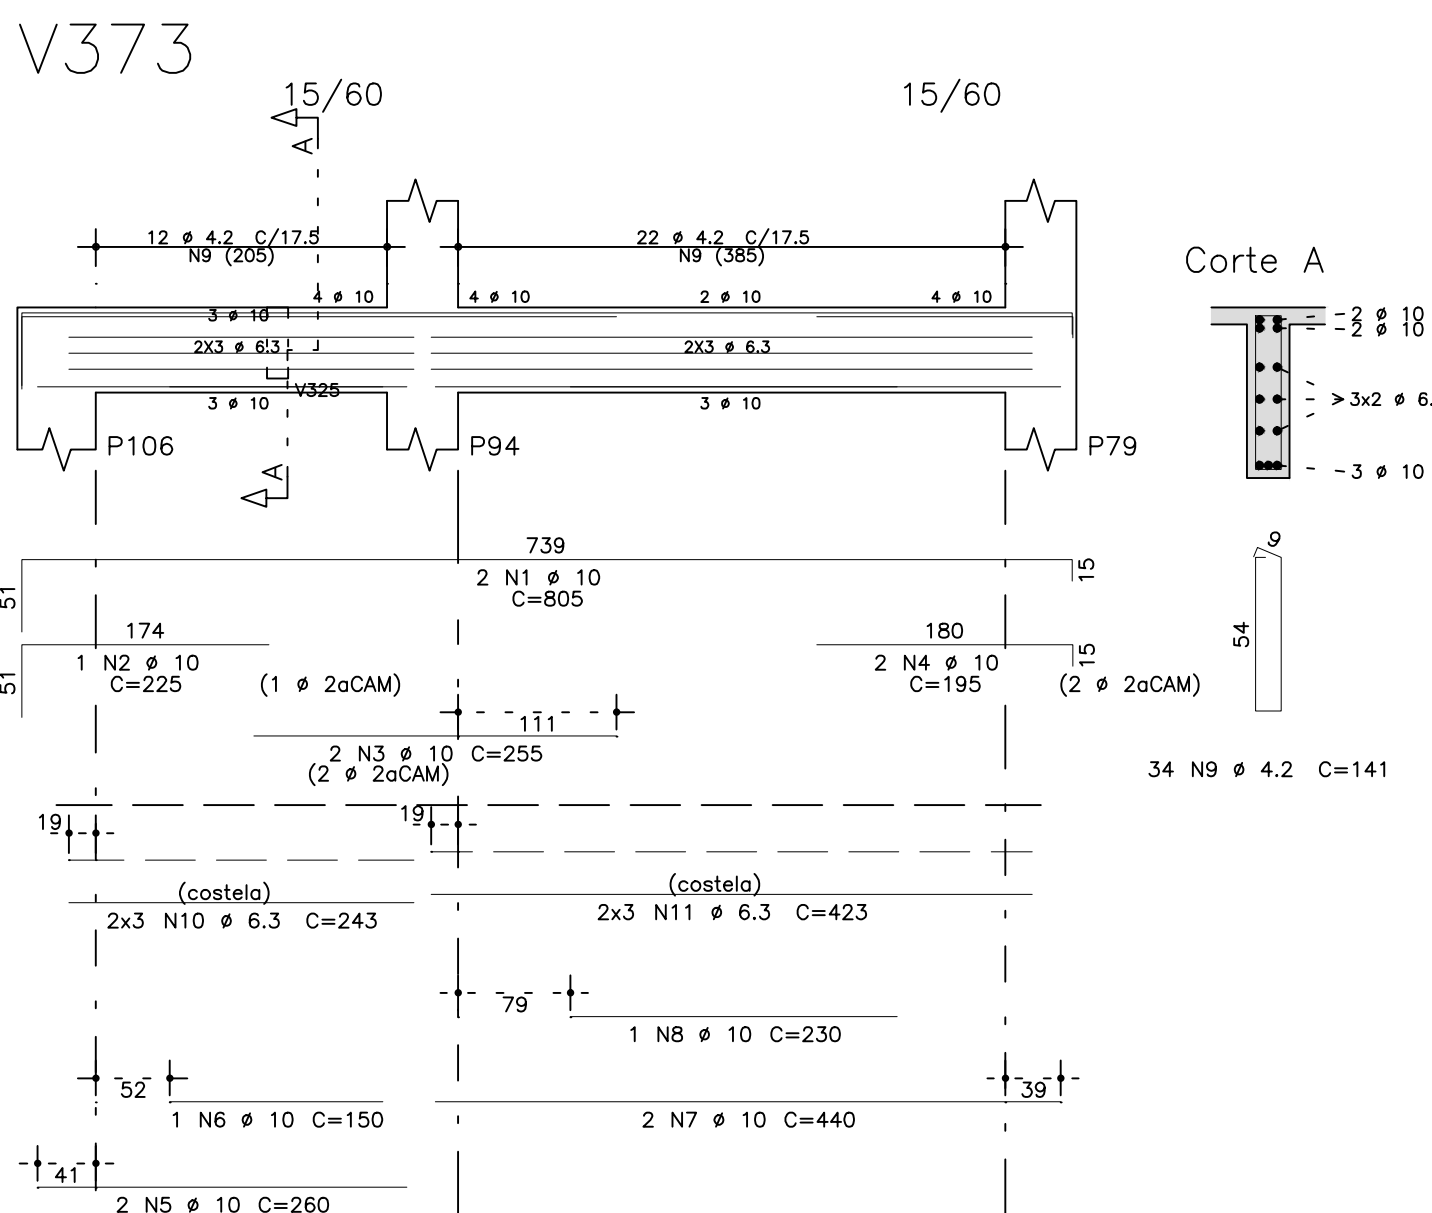 V373
15/60
15/60
A
12 ø 4.2 C/17.5
N9 (205)
22 ø 4.2 C/17.5
N9 (385)
Corte A
4 ø 10
4 ø 10
2 ø 10
4 ø 10
3 ø 10
2X3 ø 6.3
2X3 ø 6.3
V325
3 ø 10
3 ø 10
2 ø 10
2 ø 10
3x2 ø 6.
3 ø 10
P106
P94
P79
A
739
2 N1 ø 10
C=805
51
15
9
54
174
1 N2 ø 10
C=225
(1 ø 2aCAM)
51
180
2 N4 ø 10
C=195
(2 ø 2aCAM)
15
111
2 N3 ø 10 C=255
(2 ø 2aCAM)
34 N9 ø 4.2 C=141
19
19
(costela)
2x3 N10 ø 6.3 C=243
(costela)
2x3 N11 ø 6.3 C=423
79
1 N8 ø 10 C=230
52
1 N6 ø 10 C=150
39
2 N7 ø 10 C=440
41
2 N5 ø 10 C=260